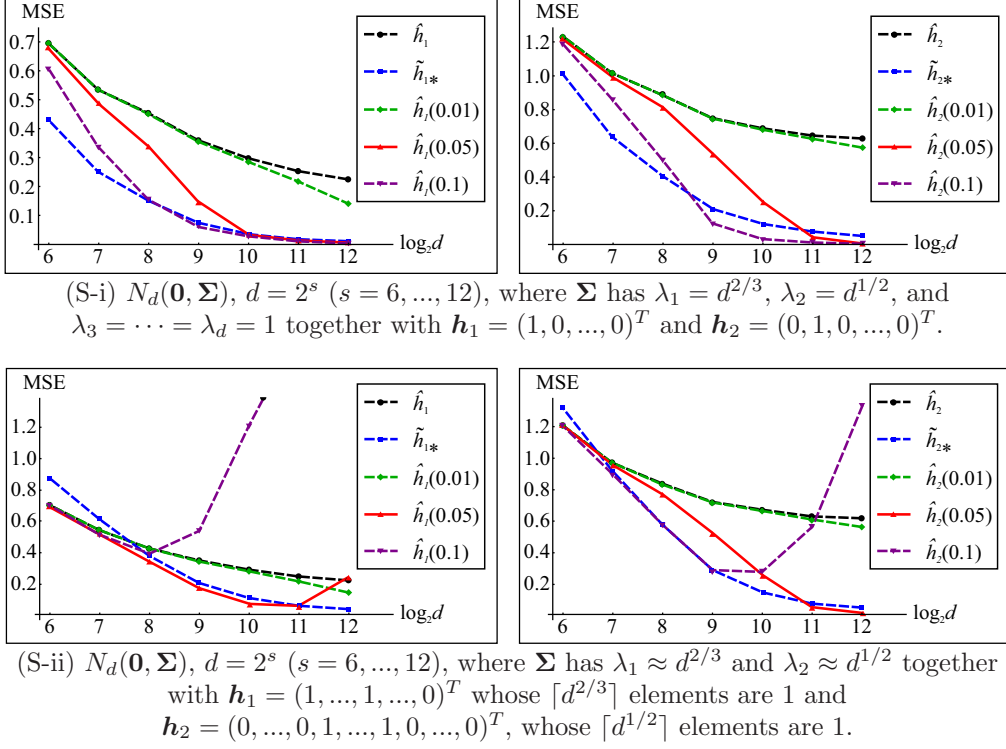 MSE
0.7
0.6
0.5
0.4
0.3
0.2
0.1
6 7 8 9 10 11 12
log₂d
ĥ₁
h̃₁*
ĥ₁(0.01)
ĥ₁(0.05)
ĥ₁(0.1)
MSE
1.2
1.0
0.8
0.6
0.4
0.2
6 7 8 9 10 11 12
log₂d
ĥ₂
h̃₂*
ĥ₂(0.01)
ĥ₂(0.05)
ĥ₁(0.1)
(S-i) N_d(0, Σ), d = 2^s (s = 6, ..., 12), where Σ has λ₁ = d^{2/3}, λ₂ = d^{1/2}, and
λ₃ = ··· = λ_d = 1 together with h₁ = (1, 0, ..., 0)^T and h₂ = (0, 1, 0, ..., 0)^T.
MSE
1.2
1.0
0.8
0.6
0.4
0.2
6 7 8 9 10 11 12
log₂d
ĥ₁
h̃₁*
ĥ₁(0.01)
ĥ₁(0.05)
ĥ₁(0.1)
MSE
1.2
1.0
0.8
0.6
0.4
0.2
6 7 8 9 10 11 12
log₂d
ĥ₂
h̃₂*
ĥ₂(0.01)
ĥ₂(0.05)
ĥ₂(0.1)
(S-ii) N_d(0, Σ), d = 2^s (s = 6, ..., 12), where Σ has λ₁ ≈ d^{2/3} and λ₂ ≈ d^{1/2} together
with h₁ = (1, ..., 1, ..., 0)^T whose ⌈d^{2/3}⌉ elements are 1 and
h₂ = (0, ..., 0, 1, ..., 1, 0, ..., 0)^T, whose ⌈d^{1/2}⌉ elements are 1.